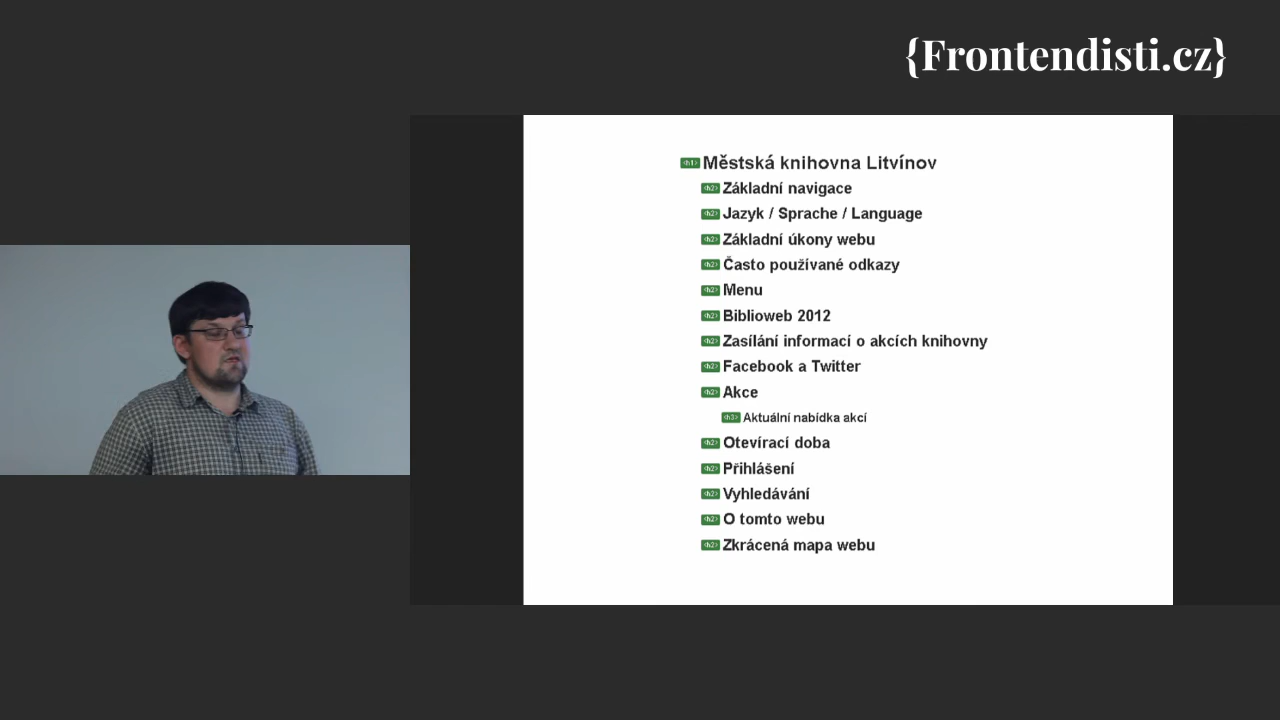 {Frontendisti.cz}
<h1> Městská knihovna Litvínov
<h2> Základní navigace
<h2> Jazyk / Sprache / Language
<h2> Základní úkony webu
<h2> Často používané odkazy
<h2> Menu
<h2> Biblioweb 2012
<h2> Zasílání informací o akcích knihovny
<h2> Facebook a Twitter
<h2> Akce
<h3> Aktuální nabídka akcí
<h2> Otevírací doba
<h2> Přihlášení
<h2> Vyhledávání
<h2> O tomto webu
<h2> Zkrácená mapa webu